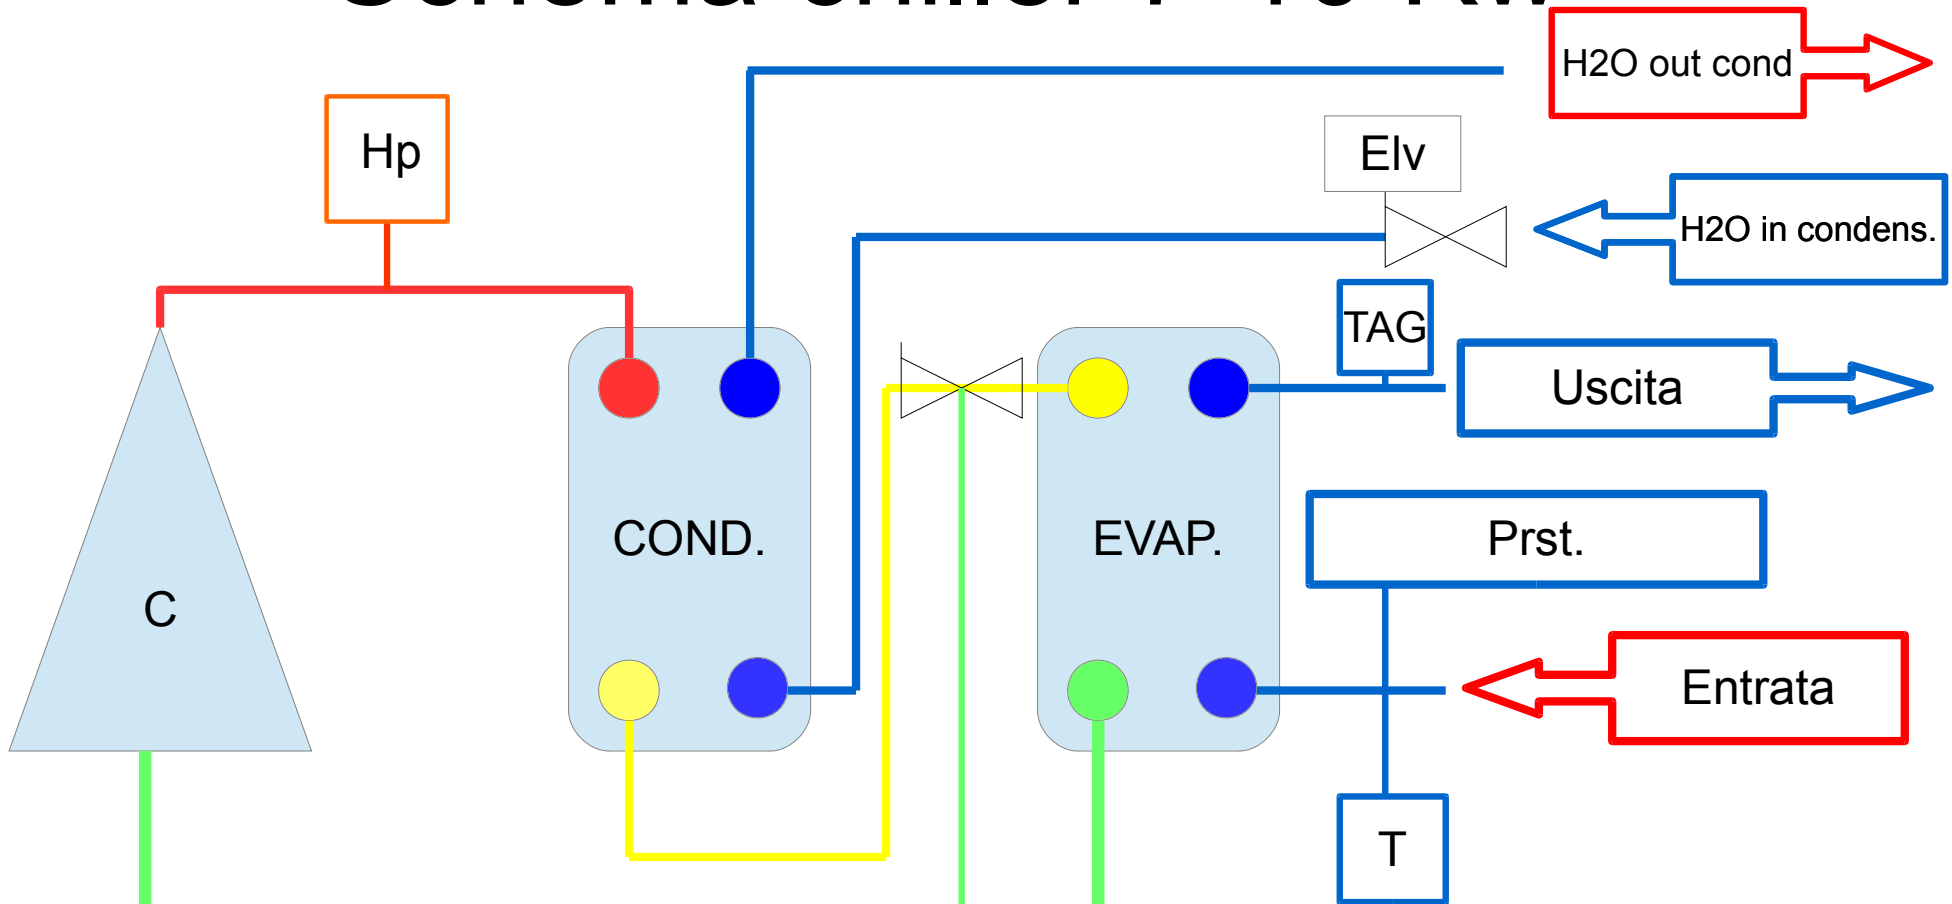 H2O out cond
Hp
Elv
H2O in condens.
TAG
Uscita
COND.
EVAP.
Prst.
C
Entrata
T